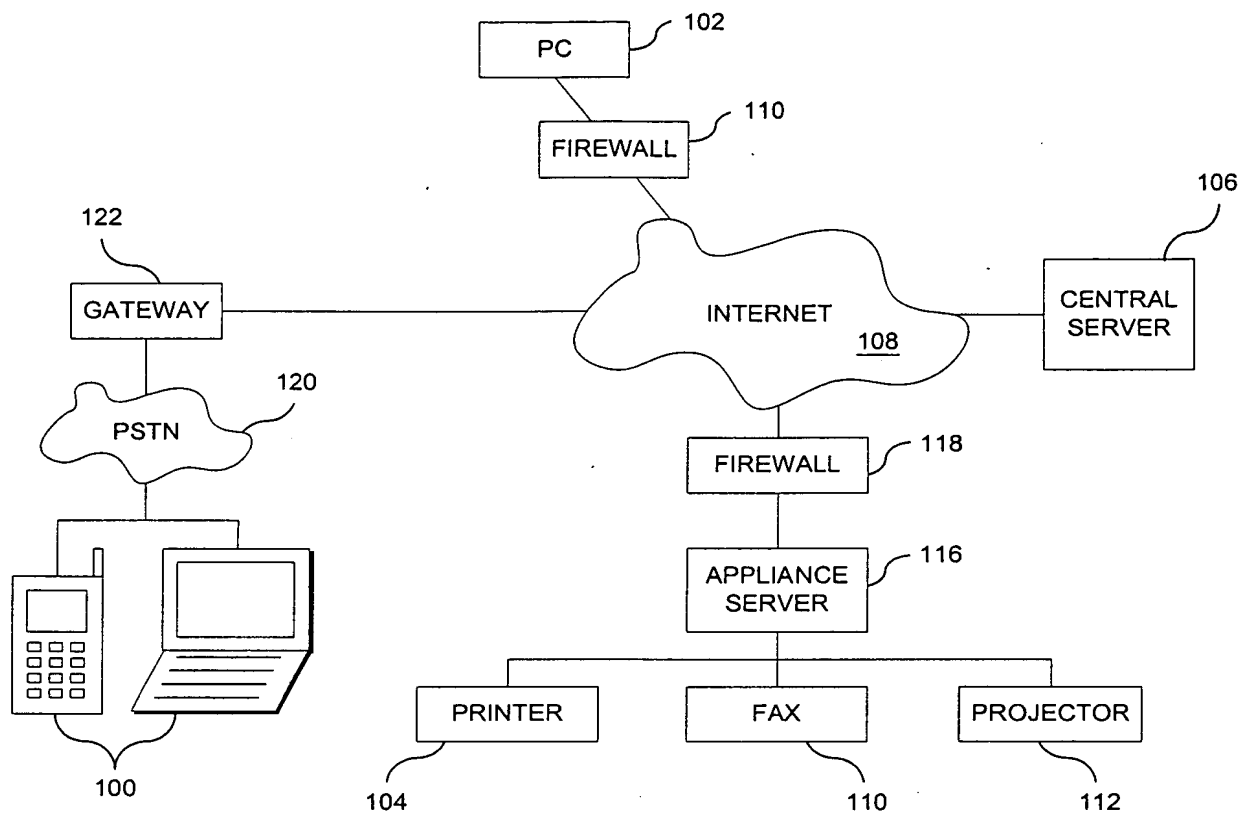 102
PC
110
FIREWALL
106
122
GATEWAY
INTERNET
108
CENTRAL
SERVER
120
PSTN
118
FIREWALL
116
APPLIANCE
SERVER
PRINTER
FAX
PROJECTOR
100
104
110
112